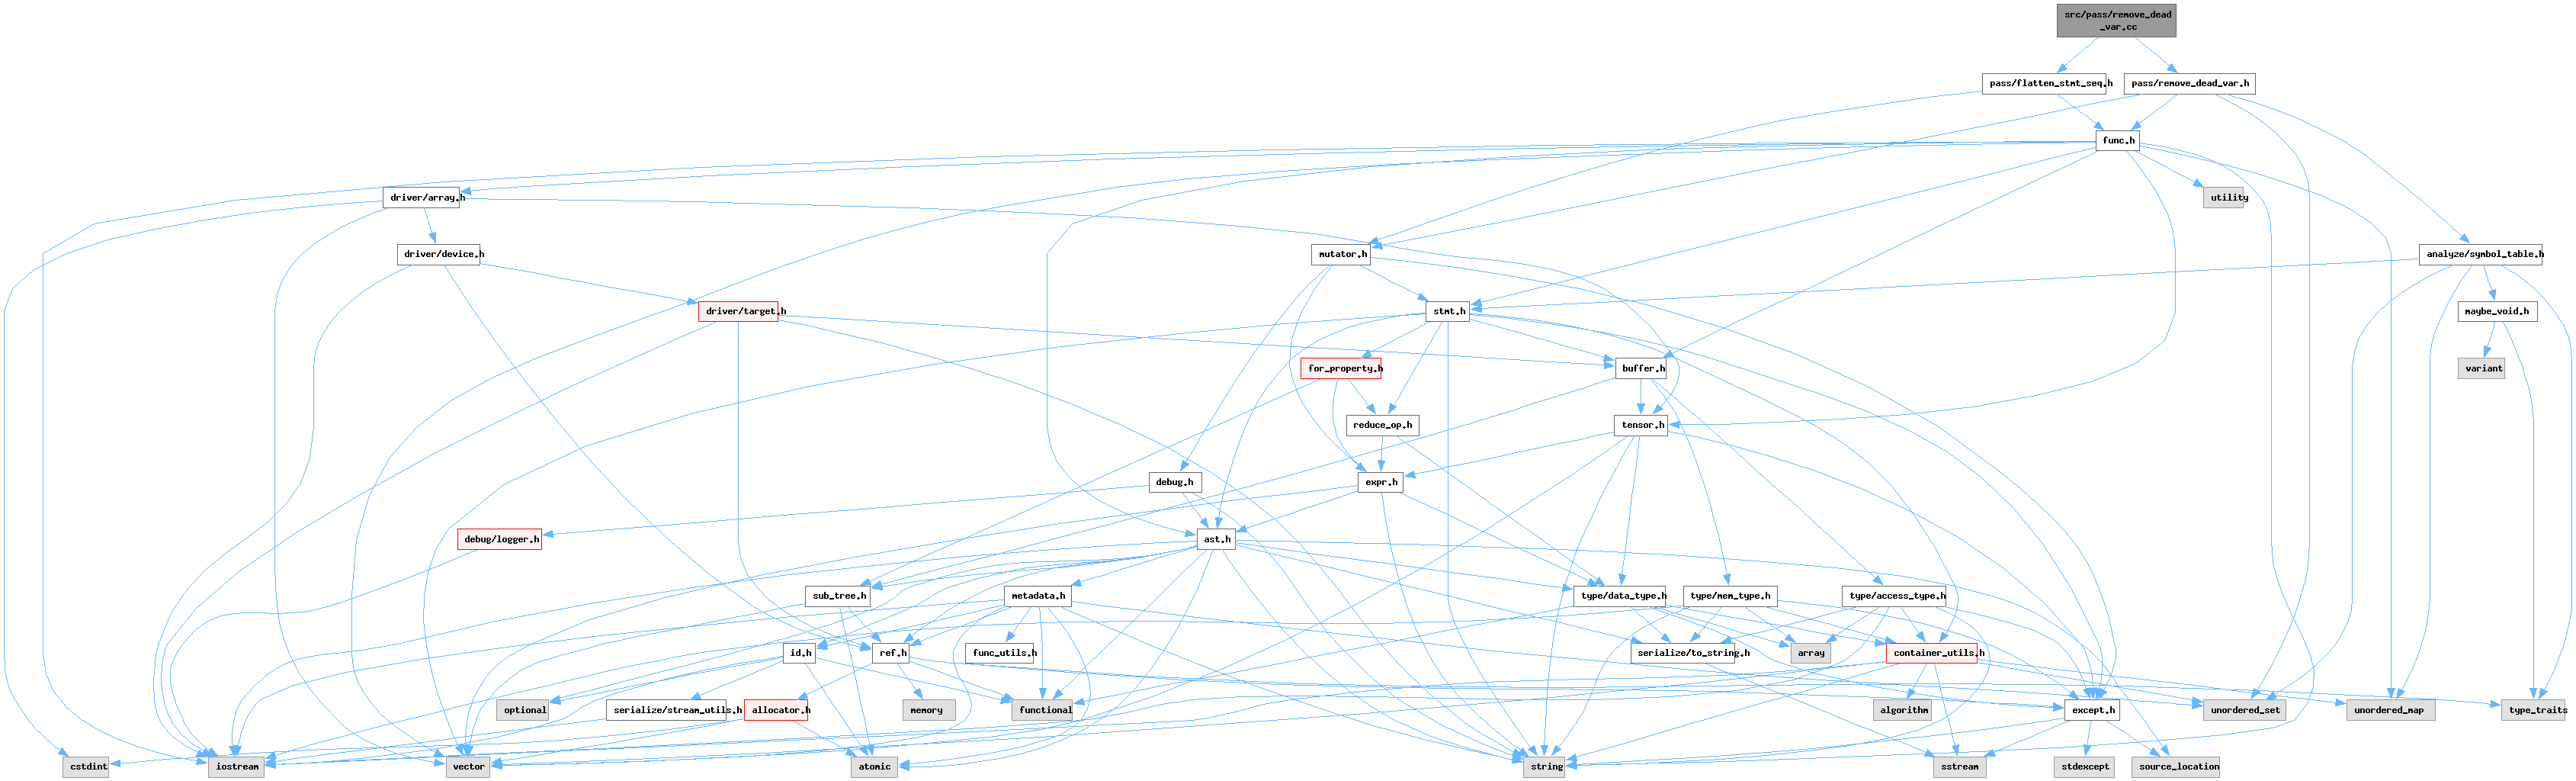 src/pass/remove_dead
_var.cc
pass/flatten_stmt_seq.h
pass/remove_dead_var.h
func.h
driver/array.h
utility
driver/device.h
mutator.h
analyze/symbol_table.h
driver/target.h
stmt.h
maybe_void.h
for_property.h
buffer.h
variant
reduce_op.h
tensor.h
debug.h
expr.h
debug/logger.h
ast.h
sub_tree.h
metadata.h
type/data_type.h
type/mem_type.h
type/access_type.h
id.h
ref.h
func_utils.h
serialize/to_string.h
array
container_utils.h
optional
serialize/stream_utils.h
allocator.h
memory
functional
algorithm
except.h
unordered_set
unordered_map
type_traits
cstdint
iostream
vector
atomic
string
sstream
stdexcept
source_location